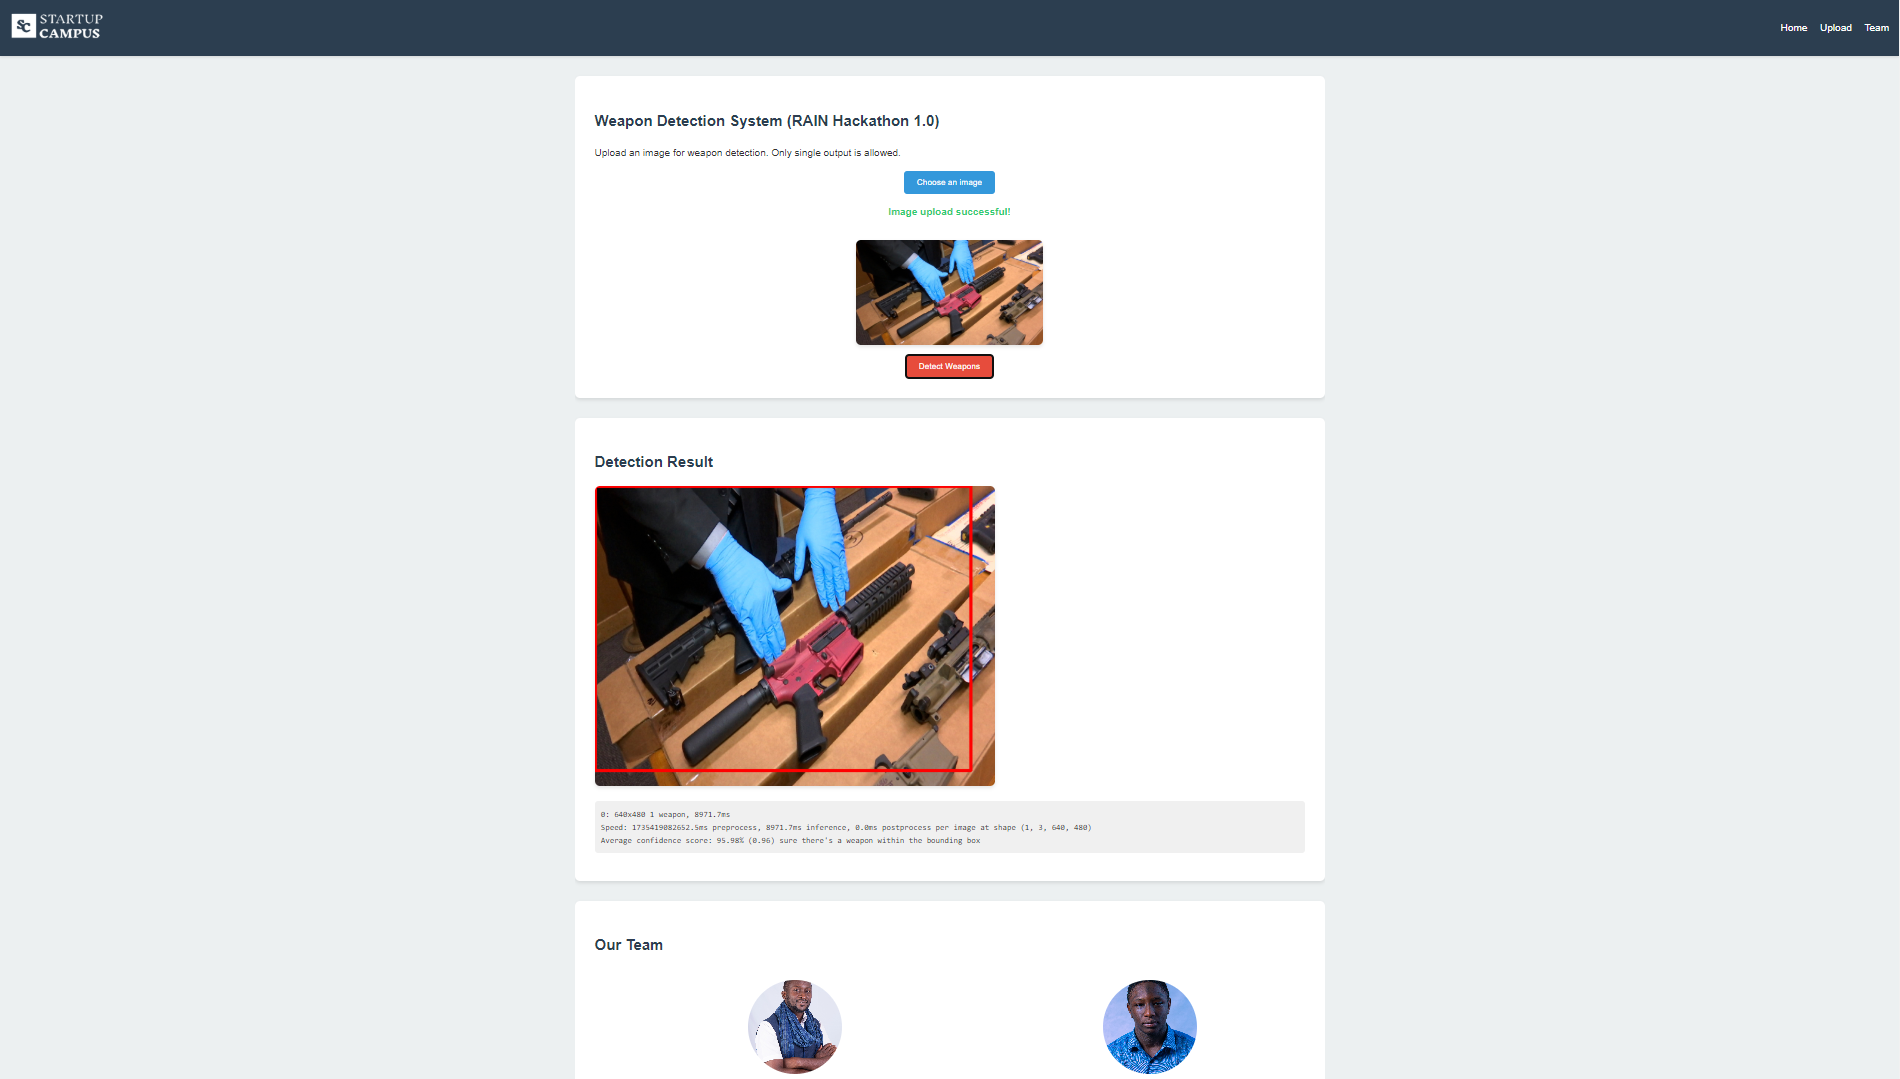 SC STARTUP
CAMPUS
Home Upload Team
Weapon Detection System (RAIN Hackathon 1.0)
Upload an image for weapon detection. Only single output is allowed.
Choose an image
Image upload successful!
Detect Weapons
Detection Result
0: 640x480 1 weapon, 8971.7ms
Speed: 1735419082652.5ms preprocess, 8971.7ms inference, 0.0ms postprocess per image at shape (1, 3, 640, 480)
Average confidence score: 95.98% (0.96) sure there's a weapon within the bounding box
Our Team